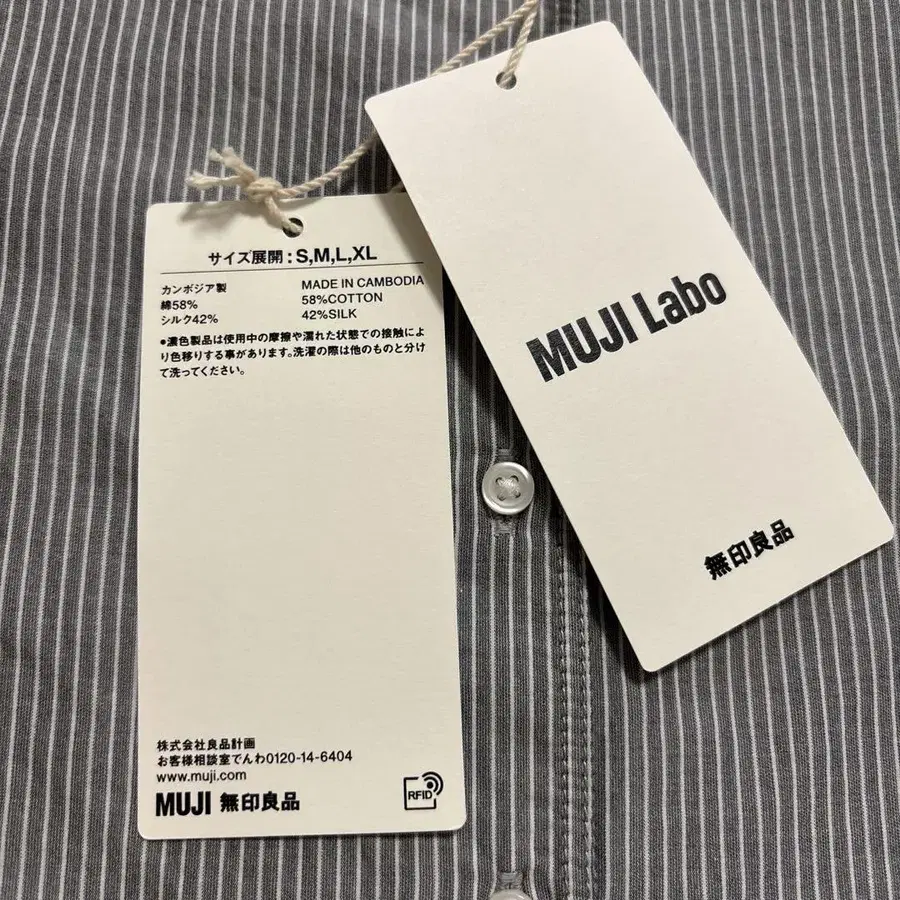 サイズ展開 : S,M,L,XL
カンボジア製 MADE IN CAMBODIA
綿58% 58%COTTON
シルク42% 42%SILK
●濃色製品は使用中の摩擦や濡れた状態での接触によ
り色移りする事があります。洗濯の際は他のものと分け
て洗ってください。
株式会社良品計画
お客様相談室でんわ0120-14-6404
www.muji.com
MUJI 無印良品
RFID
MUJI Labo
無印良品